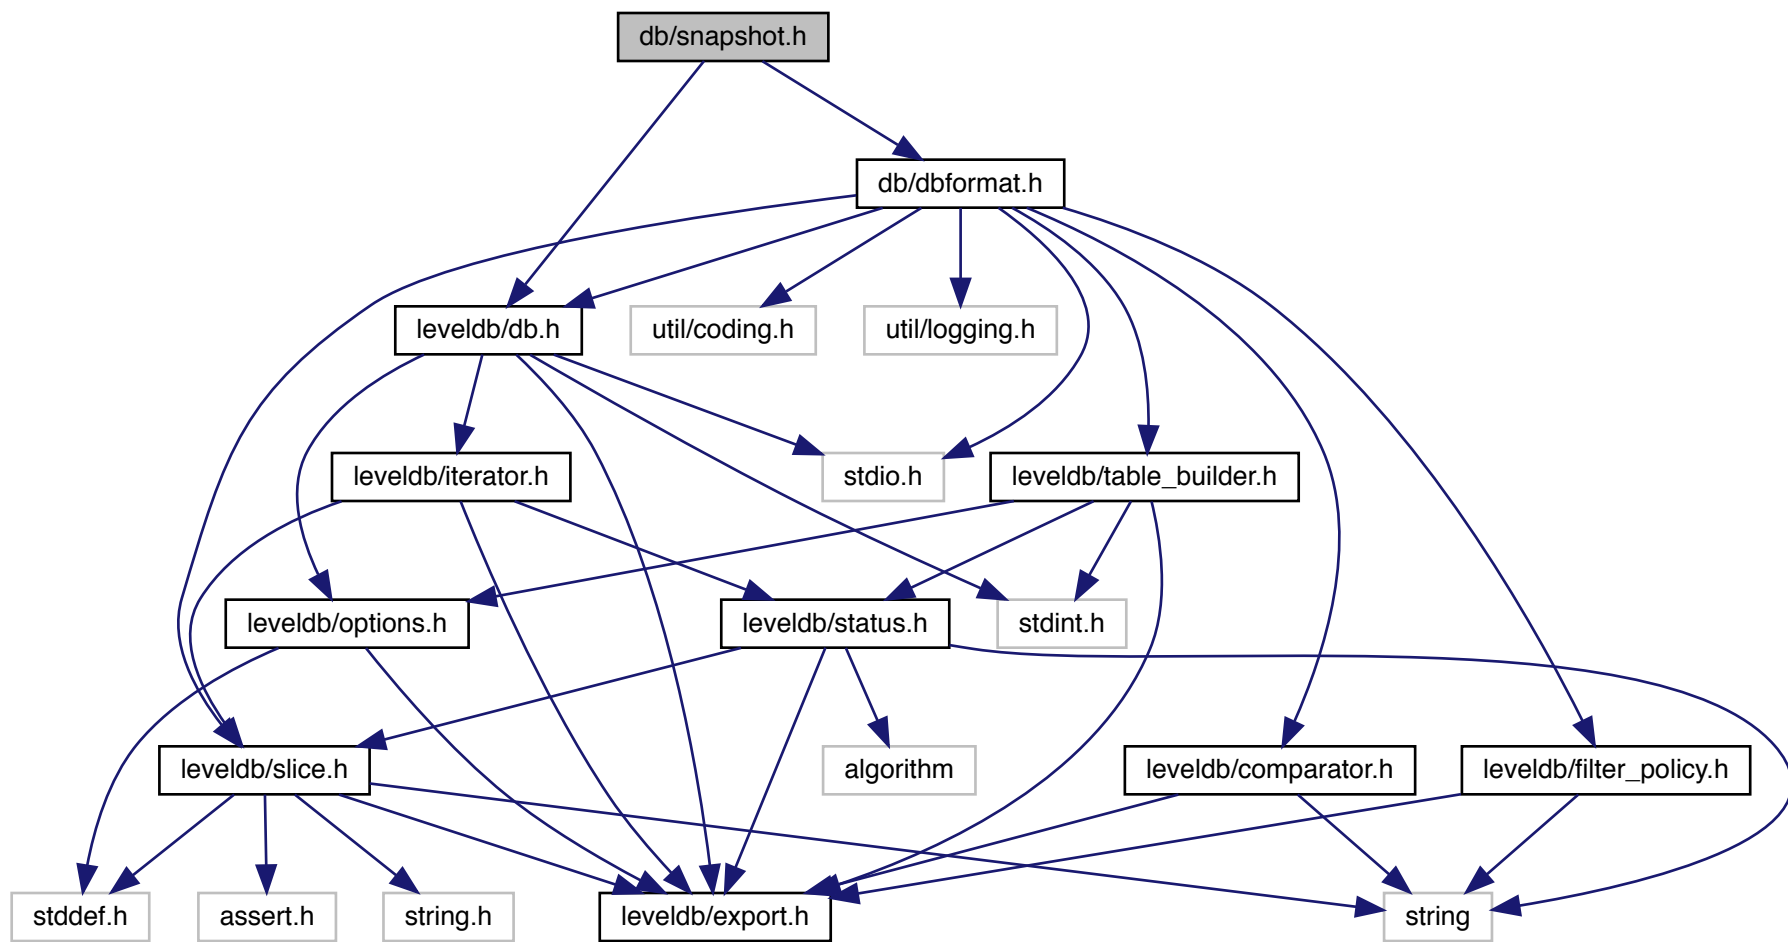 db/snapshot.h
db/dbformat.h
leveldb/db.h
util/coding.h
util/logging.h
leveldb/iterator.h
stdio.h
leveldb/table_builder.h
leveldb/options.h
leveldb/status.h
stdint.h
leveldb/slice.h
algorithm
leveldb/comparator.h
leveldb/filter_policy.h
stddef.h
assert.h
string.h
leveldb/export.h
string